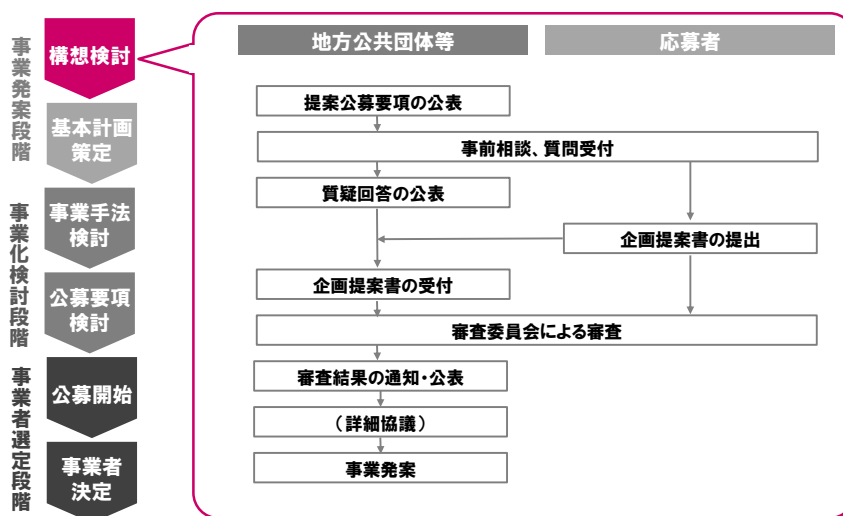 事業発案段階
構想検討
基本計画
策定
事業化検討段階
事業手法
検討
公募要項
検討
事業者選定段階
公募開始
事業者
決定
地方公共団体等
応募者
提案公募要項の公表
事前相談、質問受付
質疑回答の公表
企画提案書の提出
企画提案書の受付
審査委員会による審査
審査結果の通知・公表
（詳細協議）
事業発案